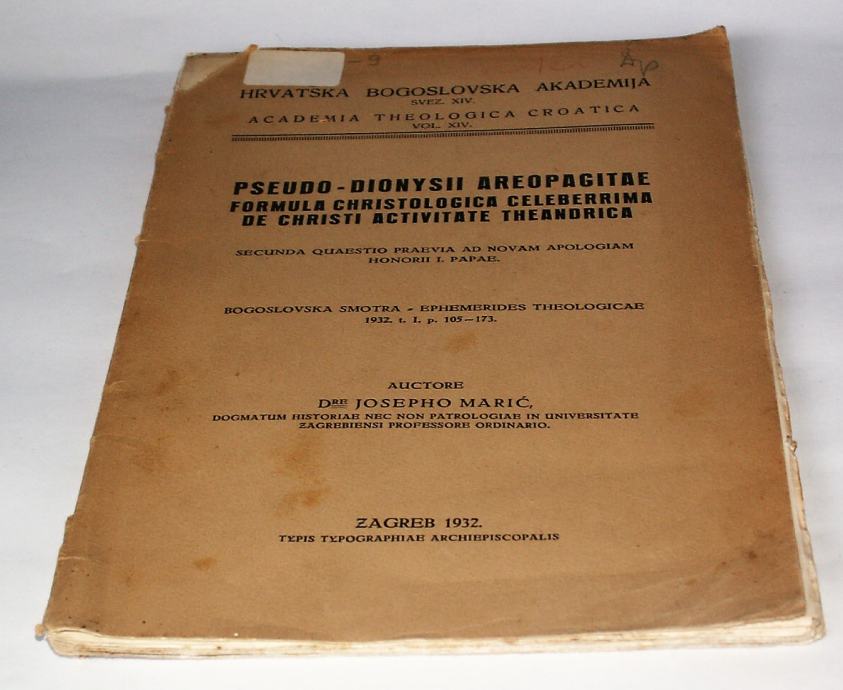 -9
HRVATSKA BOGOSLOVSKA AKADEMIJA
SVEZ. XIV.
ACADEMIA THEOLOGICA CROATICA
VOL. XIV.
PSEUDO-DIONYSII AREOPAGITAE
FORMULA CHRISTOLOGICA CELEBERRIMA
DE CHRISTI ACTIVITATE THEANDRICA
SECUNDA QUAESTIO PRAEVIA AD NOVAM APOLOGIAM
HONORII I. PAPAE.
BOGOSLOVSKA SMOTRA - EPHEMERIDES THEOLOGICAE
1932. t. I. p. 105—173.
AUCTORE
DRE JOSEPHO MARIĆ,
DOGMATUM HISTORIAE NEC NON PATROLOGIAE IN UNIVERSITATE
ZAGREBIENSI PROFESSORE ORDINARIO.
ZAGREB 1932.
TYPIS TYPOGRAPHIAE ARCHIEPISCOPALIS